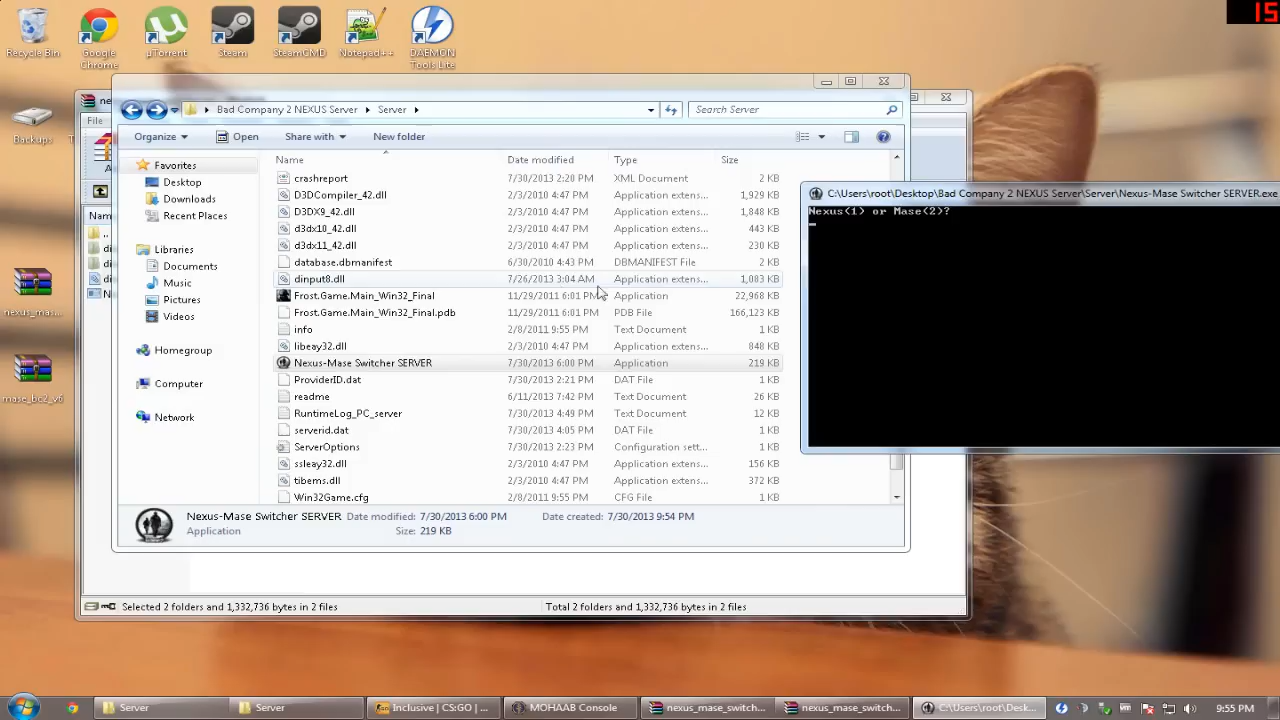 15
Recycle Bin
Google Chrome
µTorrent
Steam
SteamCMD
Notepad++
DAEMON Tools Lite
Backups
nexus_mas...
mase_bc2_v6
ne
File
A
Nam
..
di
di
di
N
Bad Company 2 NEXUS Server Server
Search Server
Organize Open Share with New folder
Name Date modified Type Size
Favorites
Desktop
Downloads
Recent Places
Libraries
Documents
Music
Pictures
Videos
Homegroup
Computer
Network
crashreport 7/30/2013 2:20 PM XML Document 2 KB
D3DCompiler_42.dll 2/3/2010 4:47 PM Application extens... 1,929 KB
D3DX9_42.dll 2/3/2010 4:47 PM Application extens... 1,848 KB
d3dx10_42.dll 2/3/2010 4:47 PM Application extens... 443 KB
d3dx11_42.dll 2/3/2010 4:47 PM Application extens... 230 KB
database.dbmanifest 6/30/2010 4:43 PM DBMANIFEST File 2 KB
dinput8.dll 7/26/2013 3:04 AM Application extens... 1,083 KB
Frost.Game.Main_Win32_Final 11/29/2011 6:01 PM Application 22,968 KB
Frost.Game.Main_Win32_Final.pdb 11/29/2011 6:01 PM PDB File 166,123 KB
info 2/8/2011 9:55 PM Text Document 1 KB
libeay32.dll 2/3/2010 4:47 PM Application extens... 848 KB
Nexus-Mase Switcher SERVER 7/30/2013 6:00 PM Application 219 KB
ProviderID.dat 7/30/2013 2:21 PM DAT File 1 KB
readme 6/11/2013 7:42 PM Text Document 26 KB
RuntimeLog_PC_server 7/30/2013 4:49 PM Text Document 12 KB
serverid.dat 7/30/2013 4:05 PM DAT File 1 KB
ServerOptions 7/30/2013 2:23 PM Configuration sett... 1 KB
ssleay32.dll 2/3/2010 4:47 PM Application extens... 156 KB
tibems.dll 2/3/2010 4:47 PM Application extens... 372 KB
Win32Game.cfg 2/8/2011 9:55 PM CFG File 1 KB
Nexus-Mase Switcher SERVER Date modified: 7/30/2013 6:00 PM Date created: 7/30/2013 9:54 PM
Application Size: 219 KB
C:\Users\root\Desktop\Bad Company 2 NEXUS Server\Server\Nexus-Mase Switcher SERVER.exe
Nexus(1) or Mase(2)?
Selected 2 folders and 1,332,736 bytes in 2 files
Total 2 folders and 1,332,736 bytes in 2 files
Server
Server
Inclusive | CS:GO | ...
MOHAAB Console
nexus_mase_switch...
nexus_mase_switch...
C:\Users\root\Desk...
9:55 PM